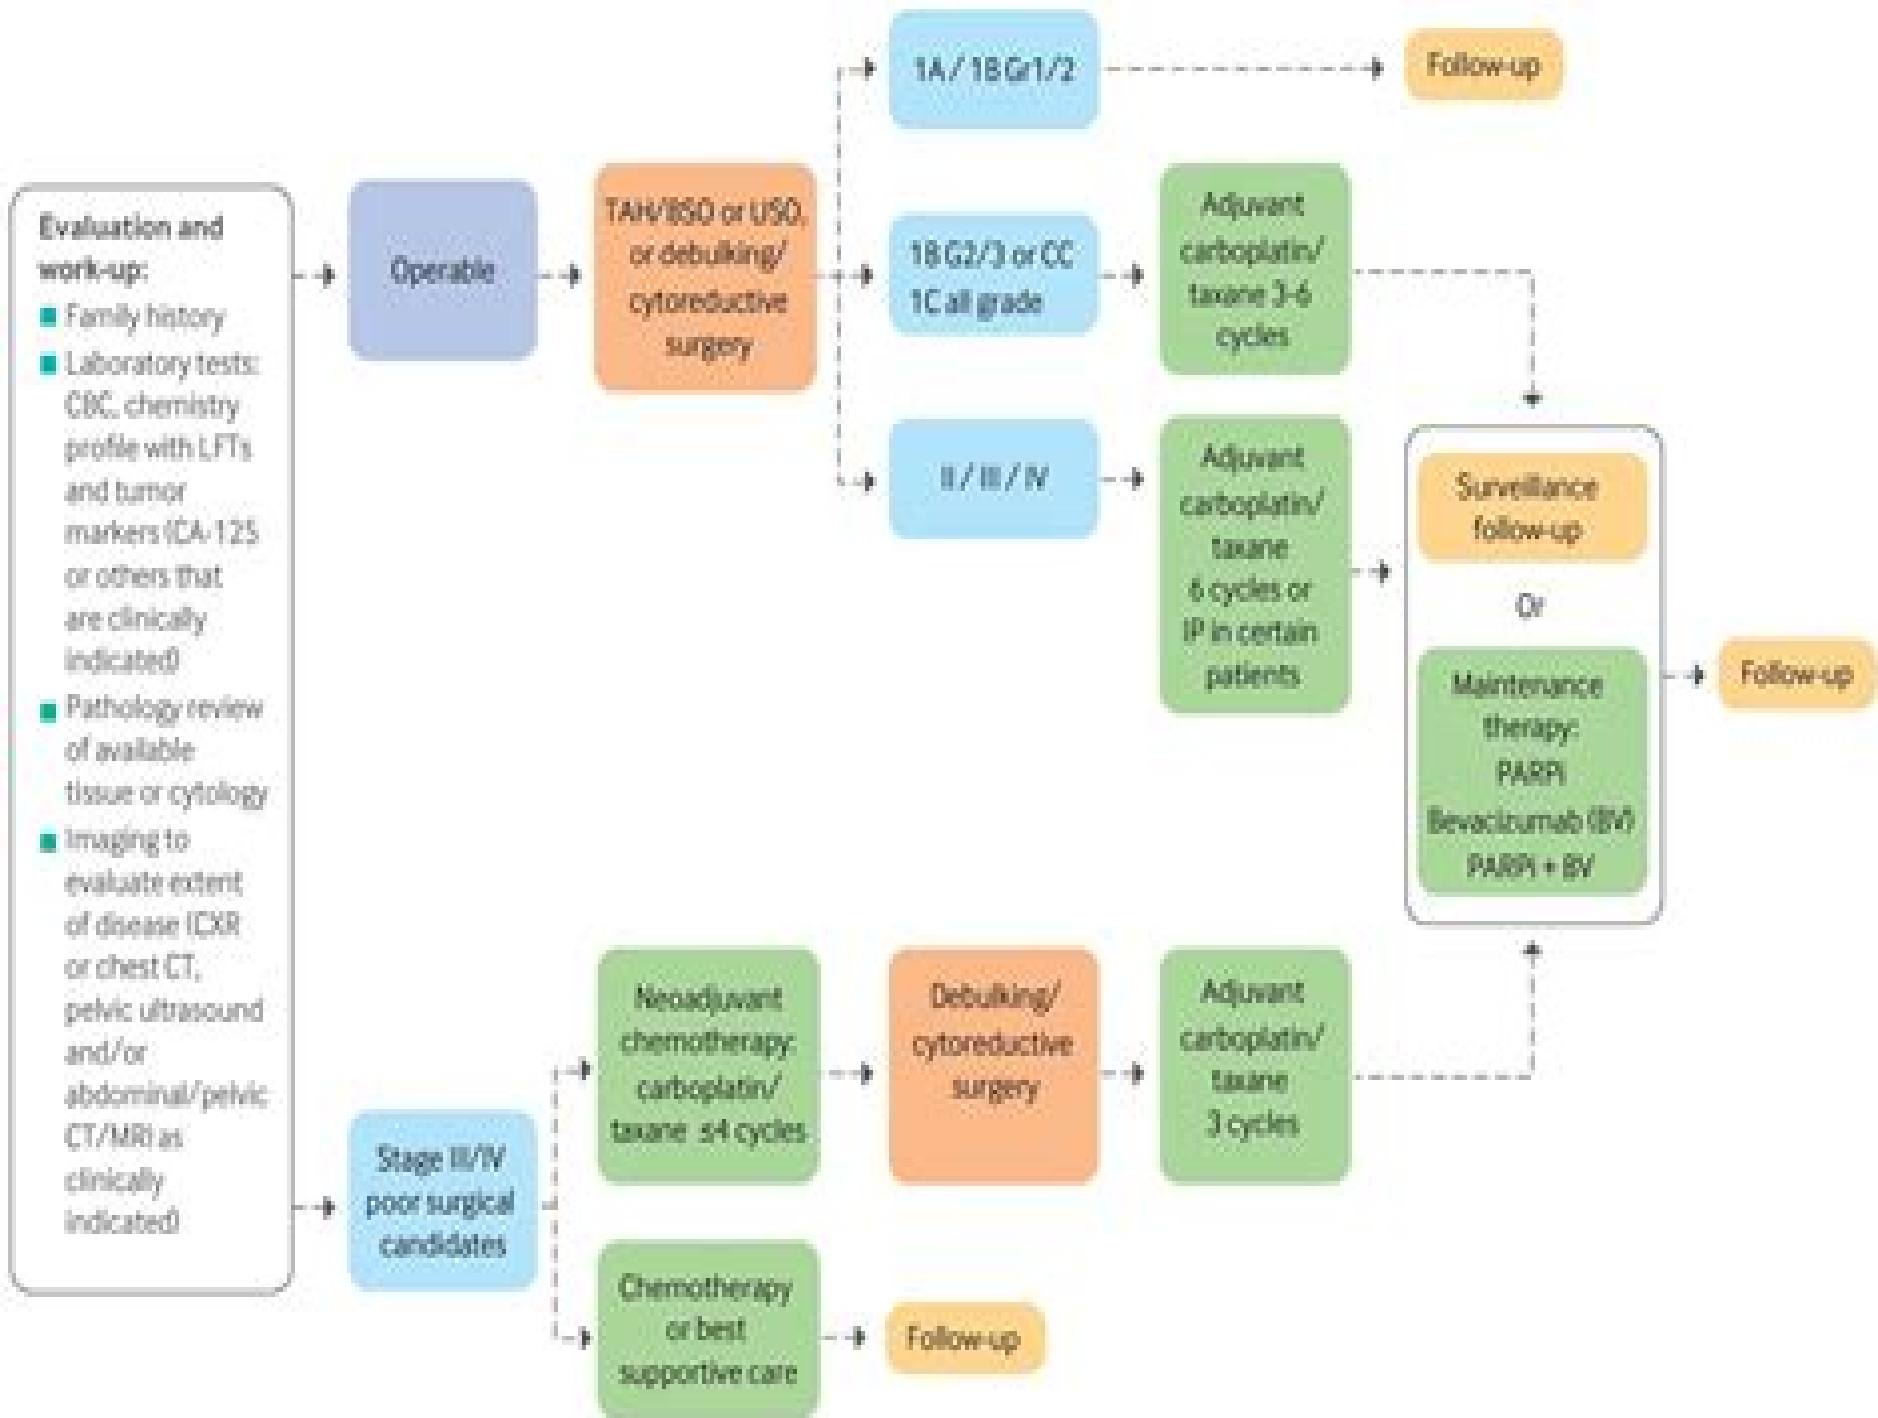 Evaluation and
work-up:
Family history
Laboratory tests:
CBC, chemistry
profile with LFTs
and tumor
markers (CA-125
or others that
are clinically
indicated)
Pathology review
of available
tissue or cytology
Imaging to
evaluate extent
of disease (CXR
or chest CT,
pelvic ultrasound
and/or
abdominal/pelvic
CT/MRI as
clinically
indicated)
Operable
TAH/BSO or USO,
or debulking/
cytoreductive
surgery
1A / 1B Gr1/2
Follow-up
1B G2/3 or CC
1C all grade
Adjuvant
carboplatin/
taxane 3-6
cycles
II / III / IV
Adjuvant
carboplatin/
taxane
6 cycles or
IP in certain
patients
Surveillance
follow-up
Or
Maintenance
therapy:
PARPi
Bevacizumab (BV)
PARPi + BV
Follow-up
Stage III/IV
poor surgical
candidates
Neoadjuvant
chemotherapy:
carboplatin/
taxane ≤4 cycles
Debulking/
cytoreductive
surgery
Adjuvant
carboplatin/
taxane
3 cycles
Chemotherapy
or best
supportive care
Follow-up